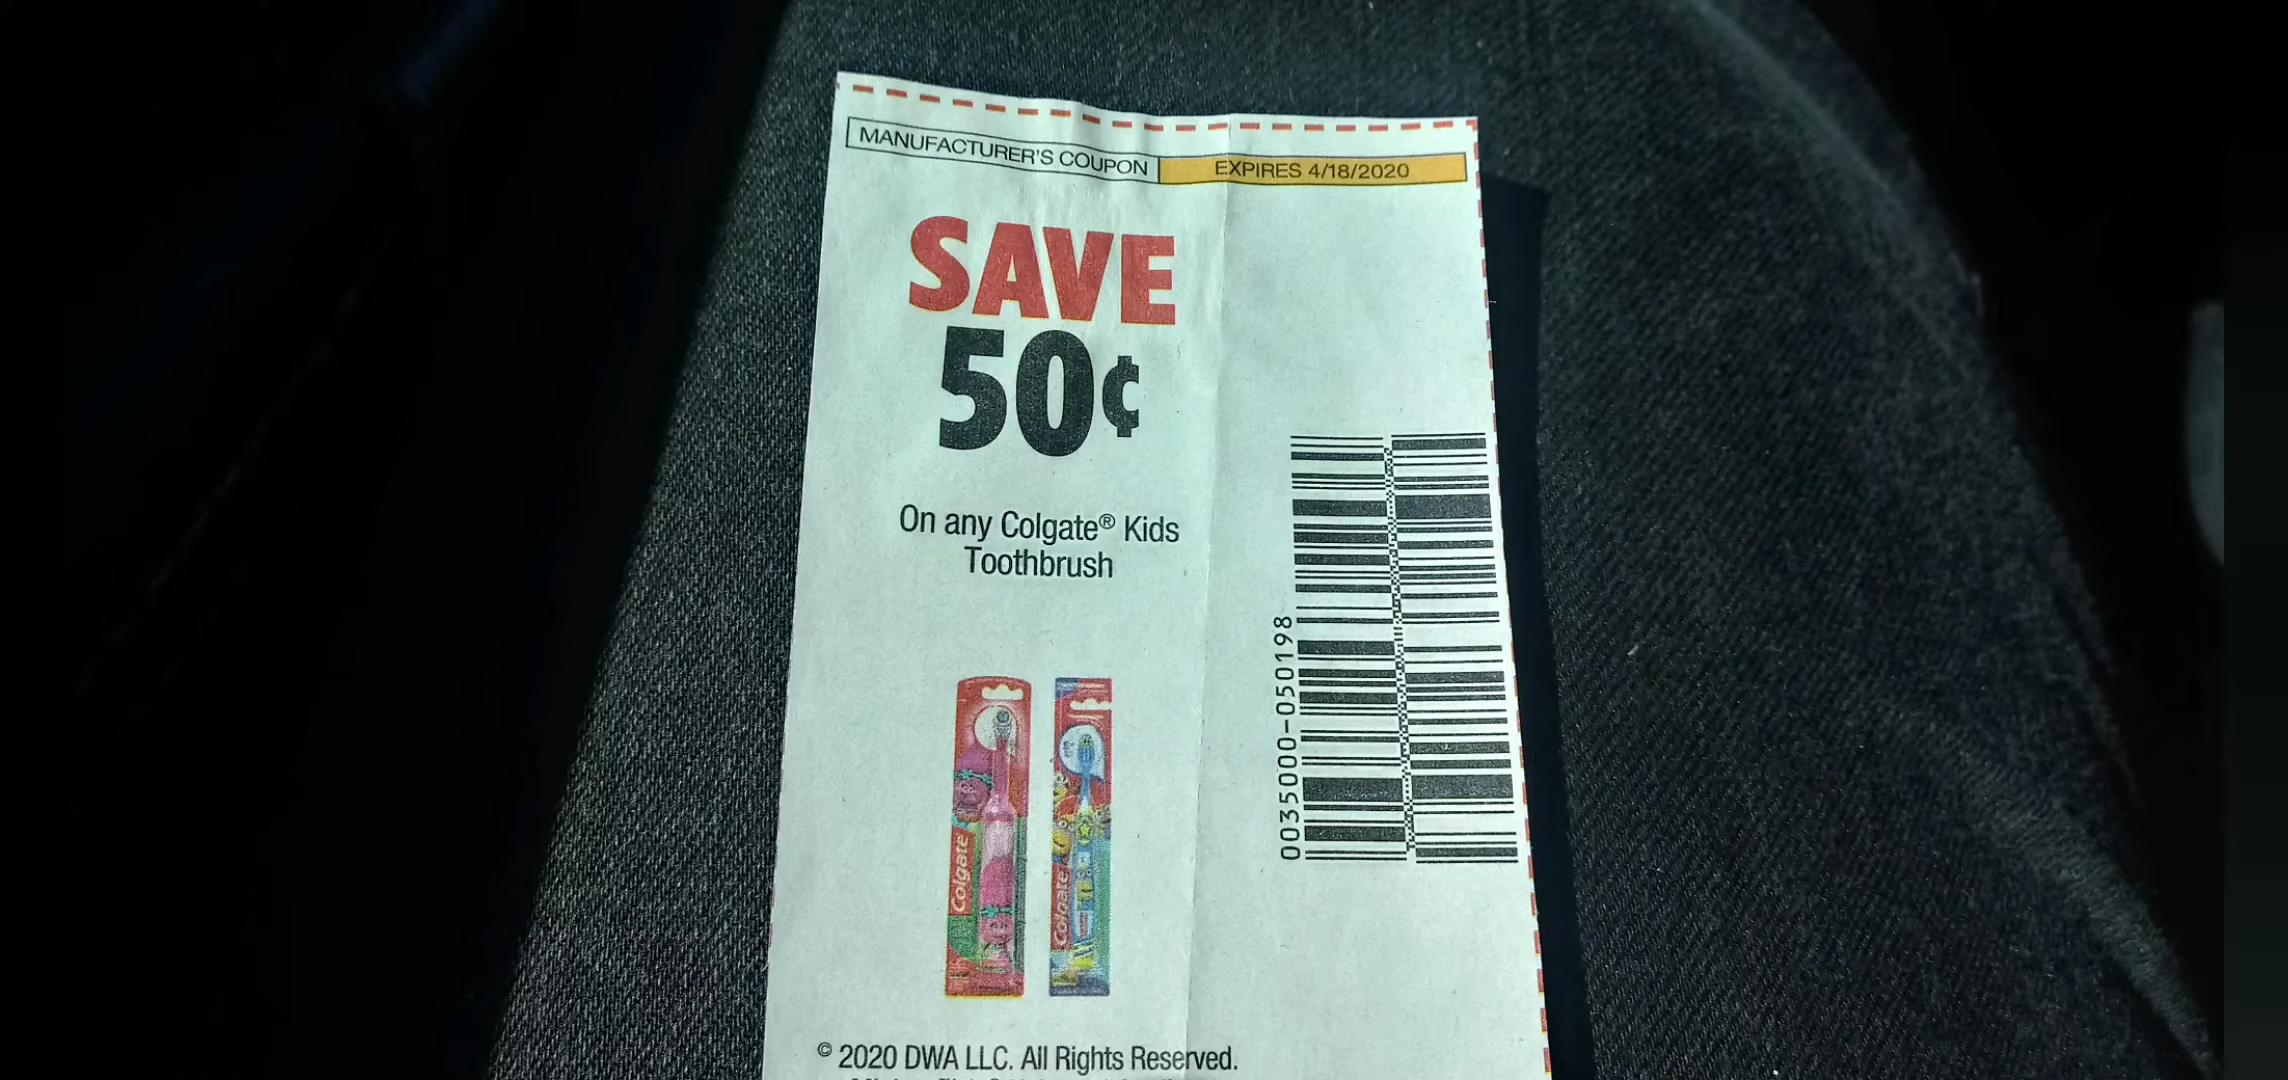 MANUFACTURER'S COUPON EXPIRES 4/18/2020
SAVE
50¢
On any Colgate® Kids
Toothbrush
0035000-050198
Colgate
Colgate
© 2020 DWA LLC. All Rights Reserved.